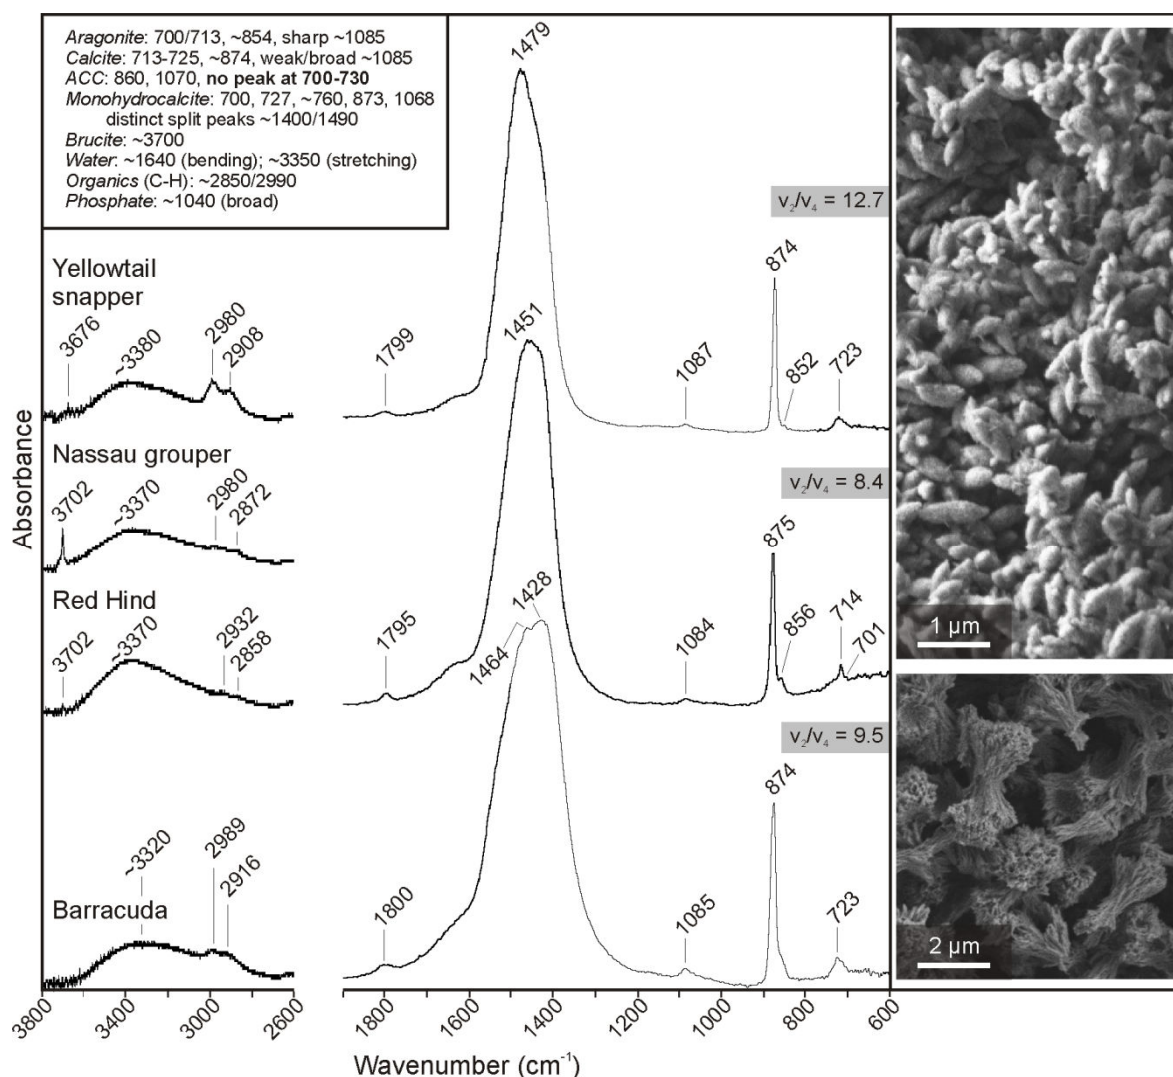 Aragonite: 700/713, ~854, sharp ~1085
Calcite: 713-725, ~874, weak/broad ~1085
ACC: 860, 1070, no peak at 700-730
Monohydrocalcite: 700, 727, ~760, 873, 1068
distinct split peaks ~1400/1490
Brucite: ~3700
Water: ~1640 (bending); ~3350 (stretching)
Organics (C-H): ~2850/2990
Phosphate: ~1040 (broad)
1479
v₂/v₄ = 12.7
874
Yellowtail
snapper
3676
~3380
2980
2908
1799
1451
1087
852
723
Nassau grouper
v₂/v₄ = 8.4
3702
~3370
2980
2872
875
Red Hind
3702
~3370
2932
2858
1795
1464
1428
1084
856
714
701
1 µm
v₂/v₄ = 9.5
874
Barracuda
~3320
2989
2916
1800
1085
723
2 µm
Absorbance
3800
3400
3000
2600
1800
1600
1400
1200
1000
800
600
Wavenumber (cm⁻¹)